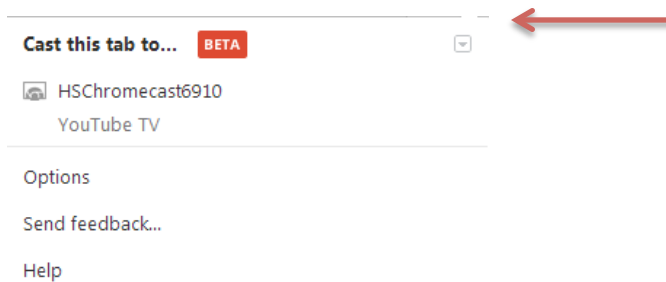 Cast this tab to... BETA
HSChromecast6910
YouTube TV
Options
Send feedback...
Help